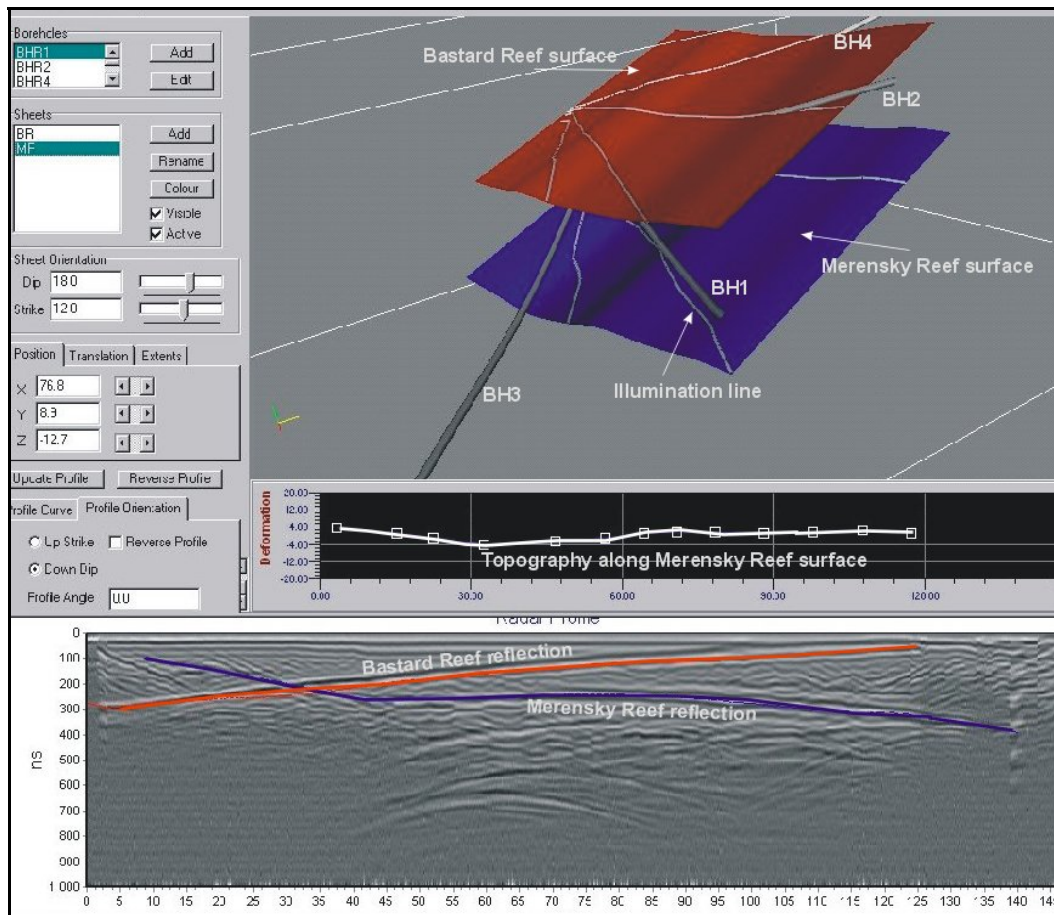 Boreholes
BHR1
BHR2
BHR4
Add
Edit
Sheets
BR
MF
Add
Rename
Colour
Visible
Active
Sheet Orientation
Dip 180
Strike 120
Position Translation Extents
X 76.8
Y 8.3
Z -12.7
Update Profile Reverse Profile
Profile Curve Profile Orientation
Up Strike Reverse Profile
Down Dip
Profile Angle 0.0
Bastard Reef surface
BH4
BH2
Merensky Reef surface
BH1
Illumination line
BH3
Deformation
20.00
12.00
4.00
-4.00
-12.00
-20.00
Topography along Merensky Reef surface
0.00 30.00 60.00 90.00 120.00
Radar Profile
Bastard Reef reflection
Merensky Reef reflection
ns
0
100
200
300
400
500
600
700
800
900
1 000
0 5 10 15 20 25 30 35 40 45 50 55 60 65 70 75 80 85 90 95 100 105 110 115 120 125 130 135 140